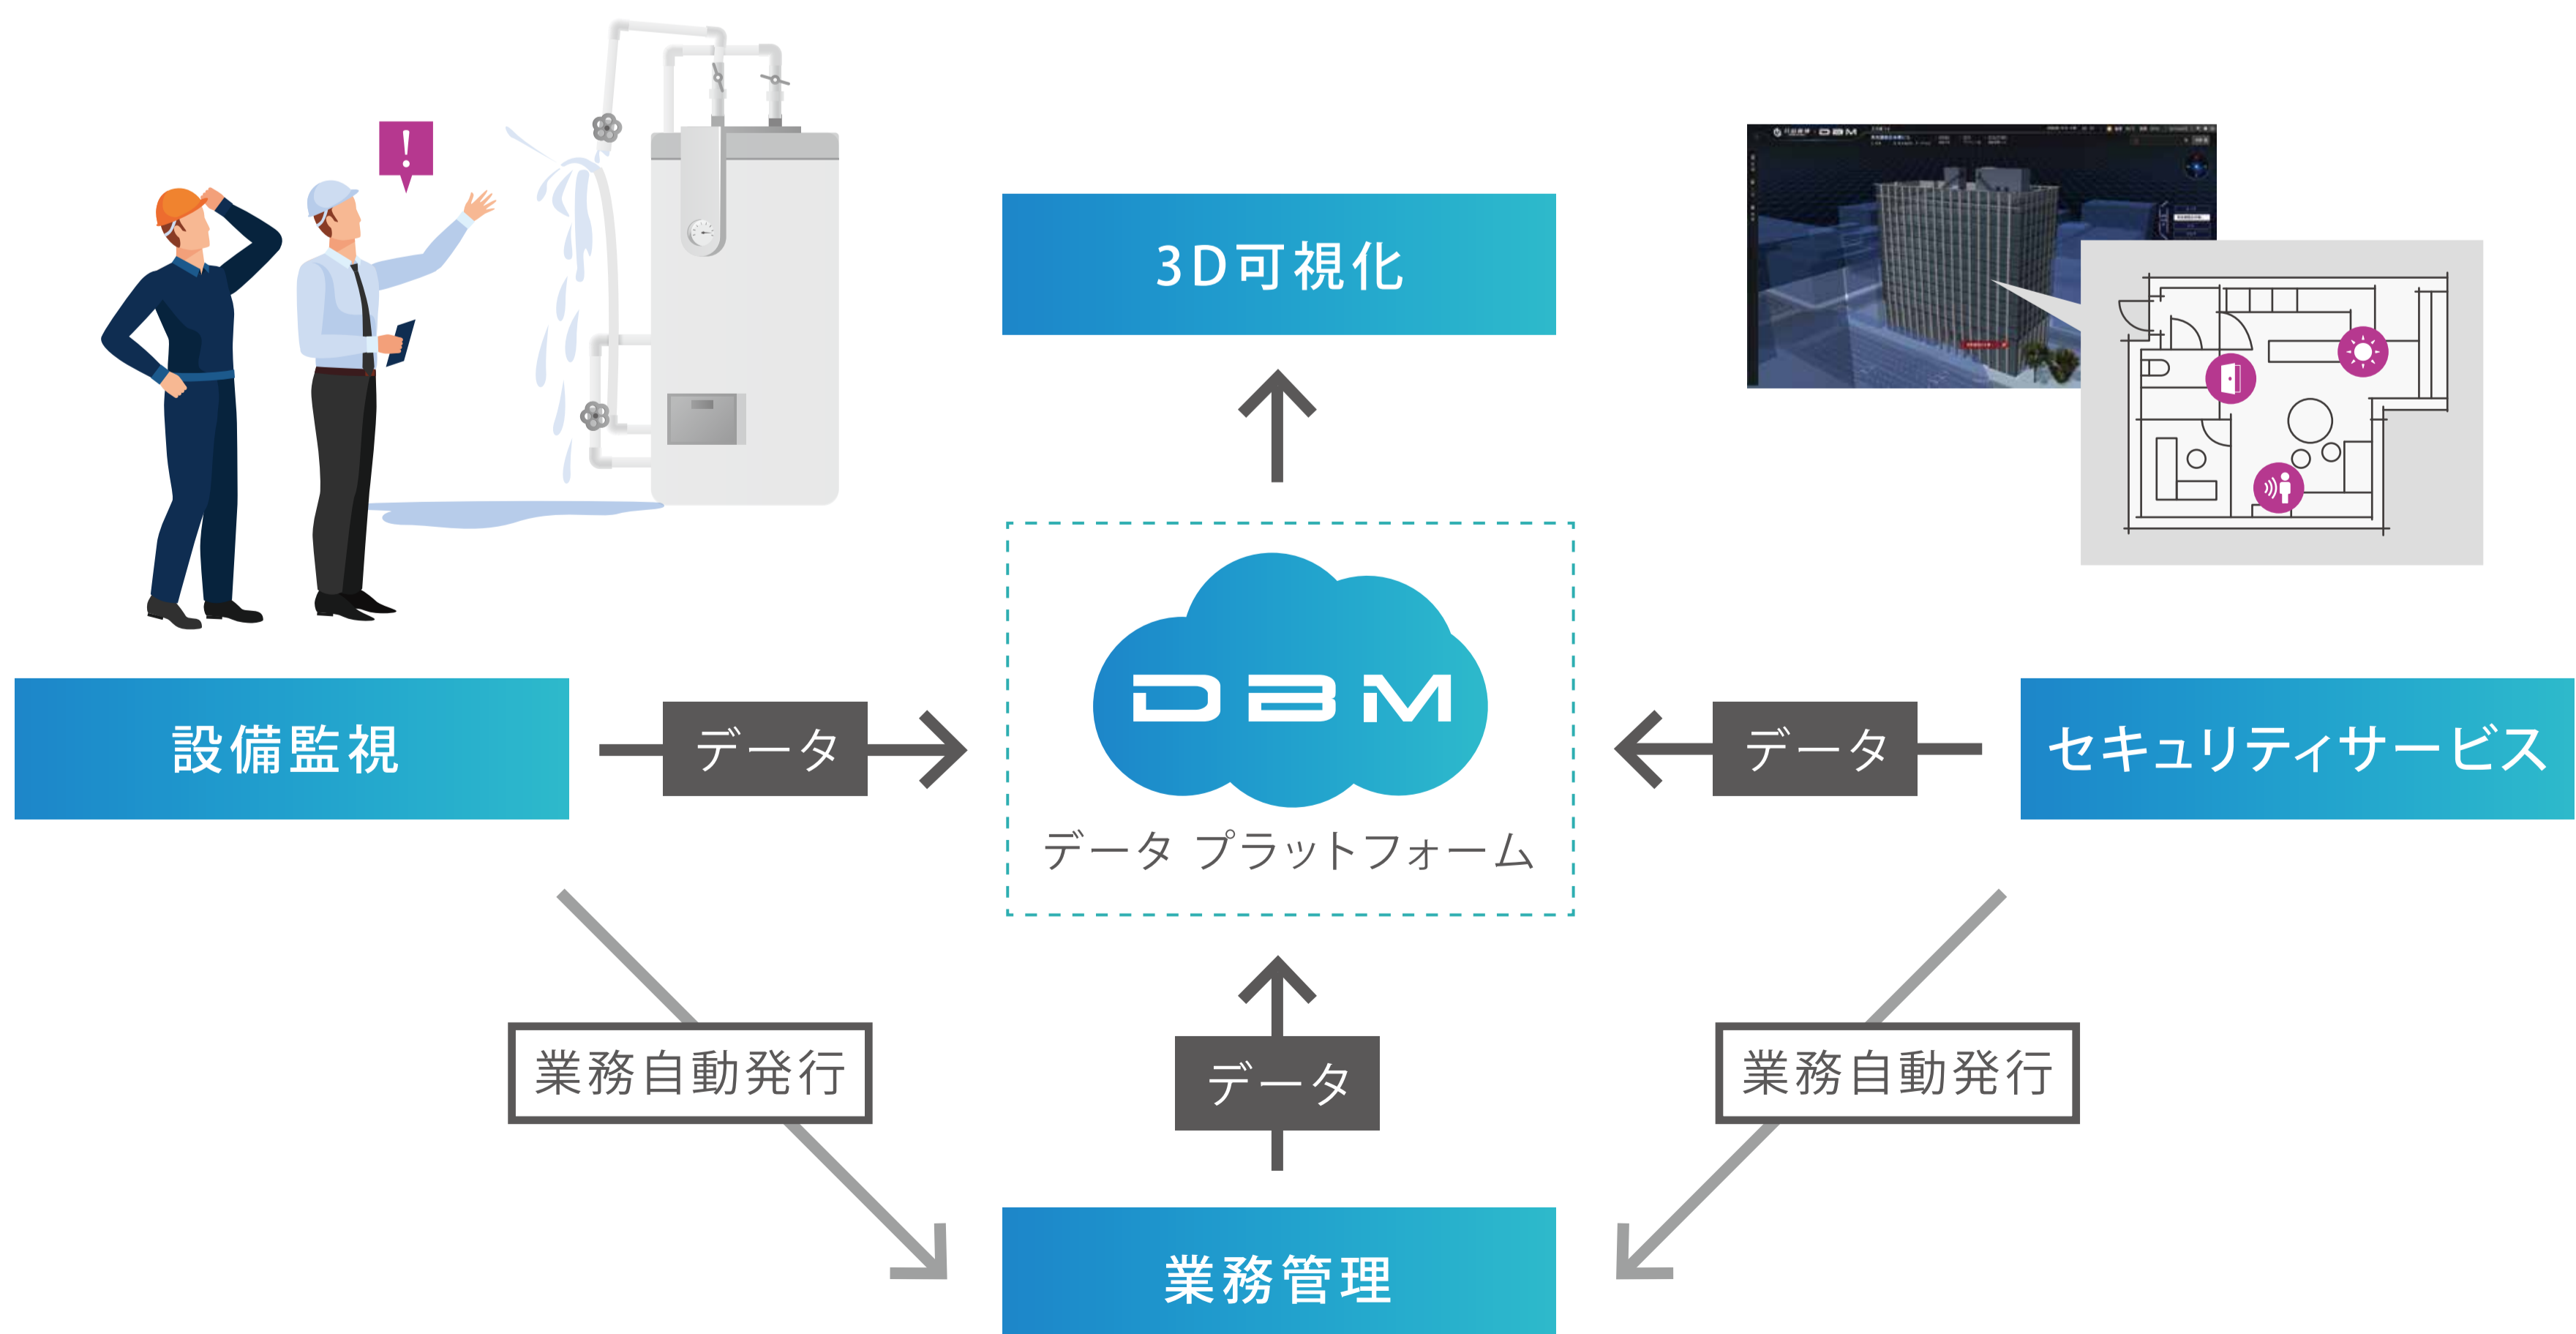 !
DBM
3D可視化
DBM
データ プラットフォーム
設備監視
データ
データ
セキュリティサービス
業務自動発行
データ
業務自動発行
業務管理